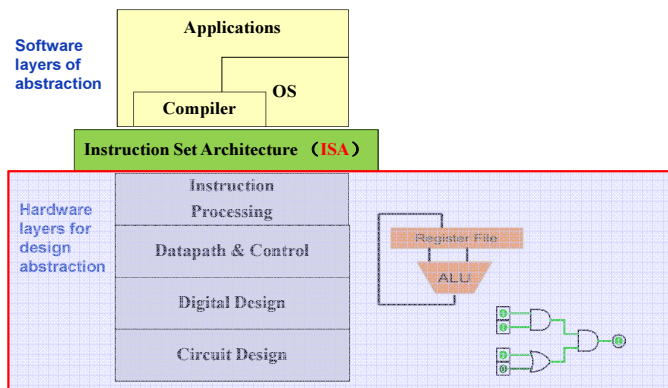 Applications
Software
layers of
abstraction
OS
Compiler
Instruction Set Architecture （ISA）
Instruction
Processing
Hardware
layers for
design
abstraction
Register File
Datapath & Control
ALU
Digital Design
Circuit Design